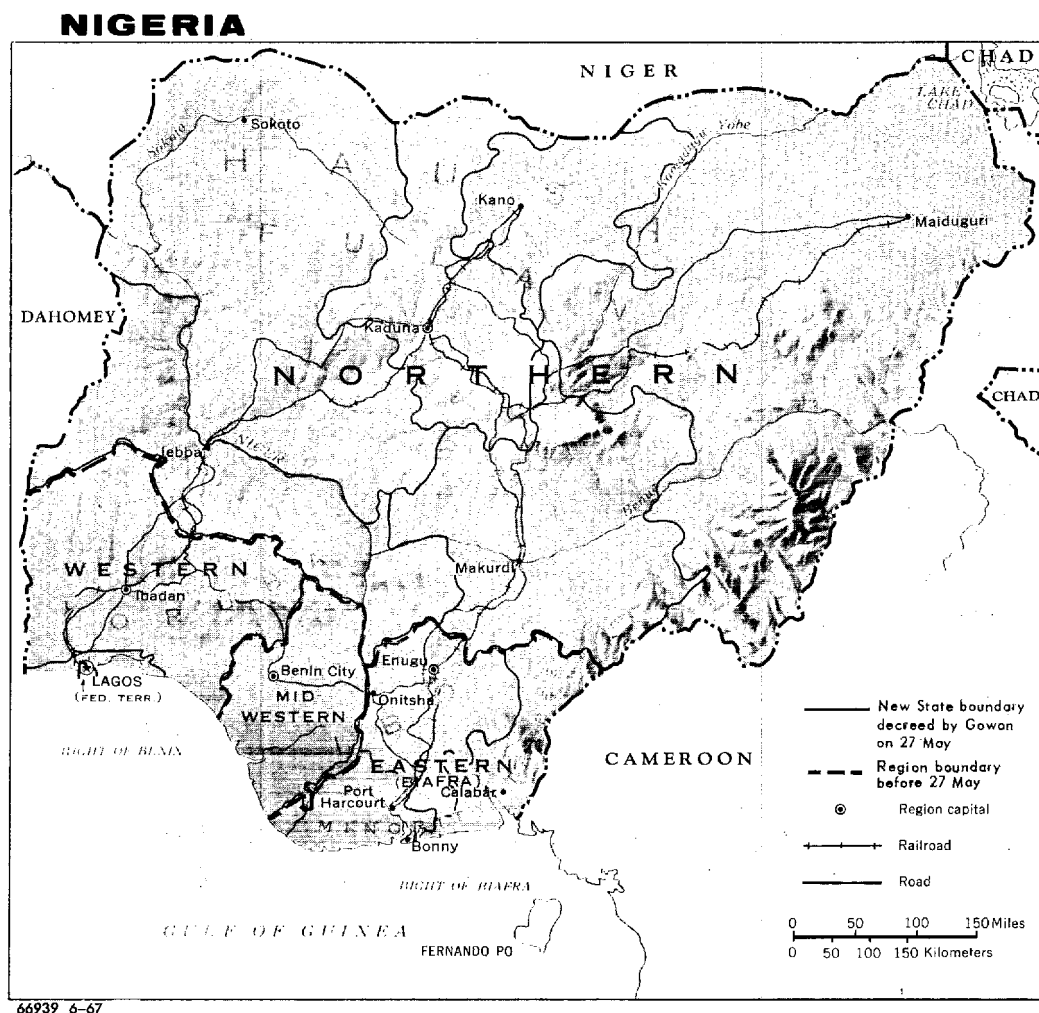 NIGERIA
NIGER
CHAD
LAKE
CHAD
Sokoto
Sokoto
Yobe
HAUSA
FULANI
Kano
Maiduguri
DAHOMEY
Kaduna
NORTHERN
CHAD
Jebba
Niger
Benue
WESTERN
Ibadan
Makurdi
LAGOS
(FED. TERR.)
Benin City
Enugu
MID
WESTERN
Onitsha
BIGHT OF BENIN
EASTERN
(BIAFRA)
Port
Harcourt
Calabar
Bonny
CAMEROON
BIGHT OF BIAFRA
GULF OF GUINEA
FERNANDO PO
New State boundary
decreed by Gowon
on 27 May
Region boundary
before 27 May
Region capital
Railroad
Road
0 50 100 150 Miles
0 50 100 150 Kilometers
66939 6-67